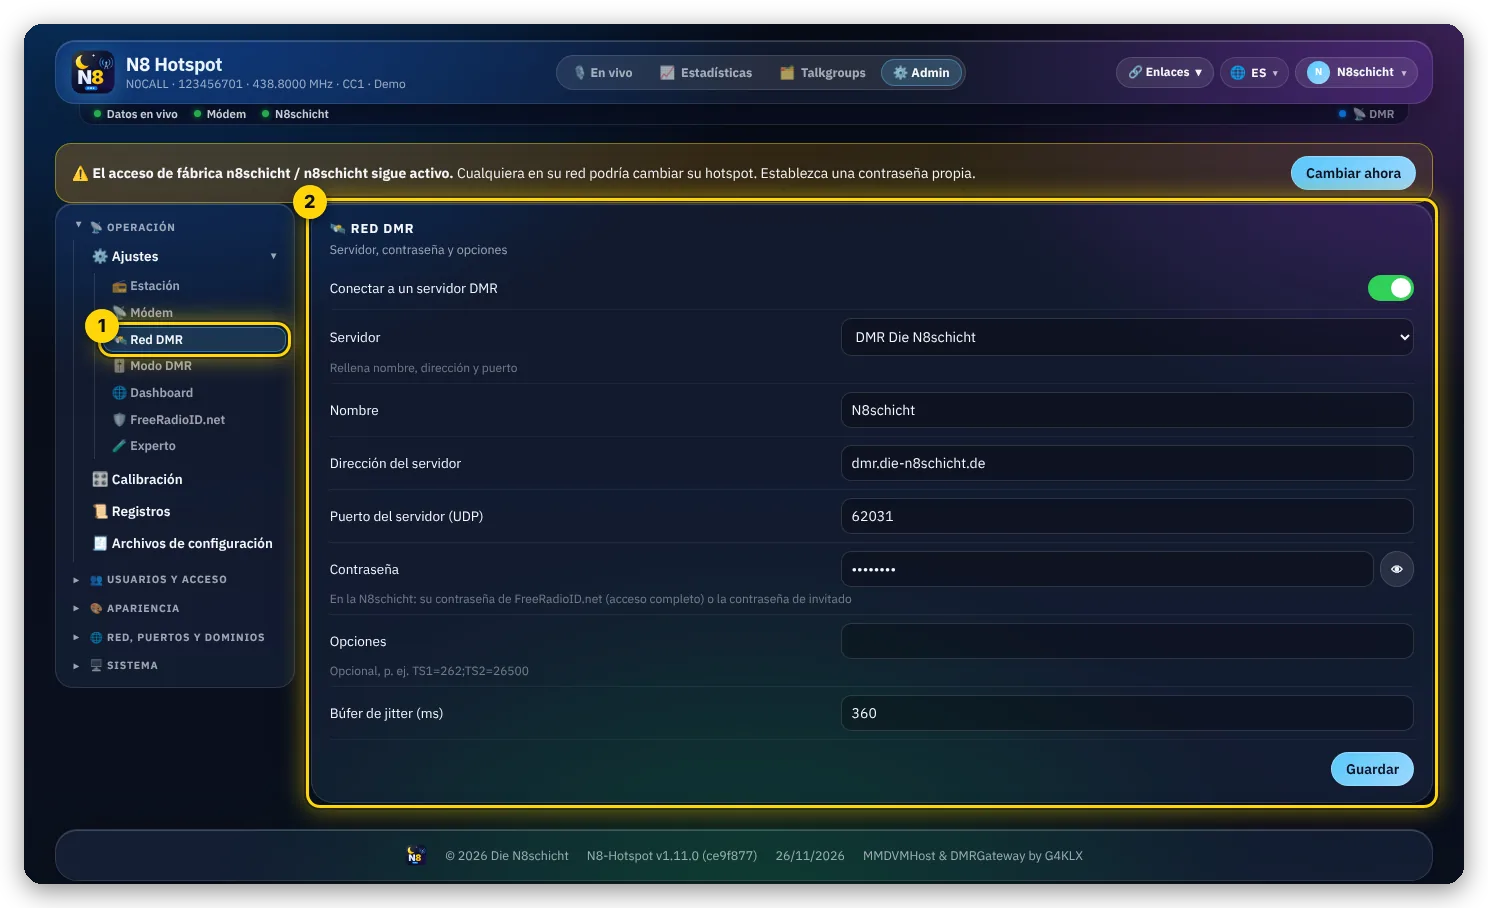 N8 Hotspot
N0CALL · 123456701 · 438.8000 MHz · CC1 · Demo
En vivo
Estadísticas
Talkgroups
Admin
Enlaces ▾
ES ▾
N
N8schicht ▾
Datos en vivo
Módem
N8schicht
DMR
El acceso de fábrica n8schicht / n8schicht sigue activo. Cualquiera en su red podría cambiar su hotspot. Establezca una contraseña propia.
Cambiar ahora
OPERACIÓN
Ajustes
Estación
Módem
1
Red DMR
Modo DMR
Dashboard
FreeRadioID.net
Experto
Calibración
Registros
Archivos de configuración
USUARIOS Y ACCESO
APARIENCIA
RED, PUERTOS Y DOMINIOS
SISTEMA
2
RED DMR
Servidor, contraseña y opciones
Conectar a un servidor DMR
Servidor
DMR Die N8schicht
Rellena nombre, dirección y puerto
Nombre
N8schicht
Dirección del servidor
dmr.die-n8schicht.de
Puerto del servidor (UDP)
62031
Contraseña
••••••••
En la N8schicht: su contraseña de FreeRadioID.net (acceso completo) o la contraseña de invitado
Opciones
Opcional, p. ej. TS1=262;TS2=26500
Búfer de jitter (ms)
360
Guardar
N8
© 2026 Die N8schicht
N8-Hotspot v1.11.0 (ce9f877)
26/11/2026
MMDVMHost & DMRGateway by G4KLX